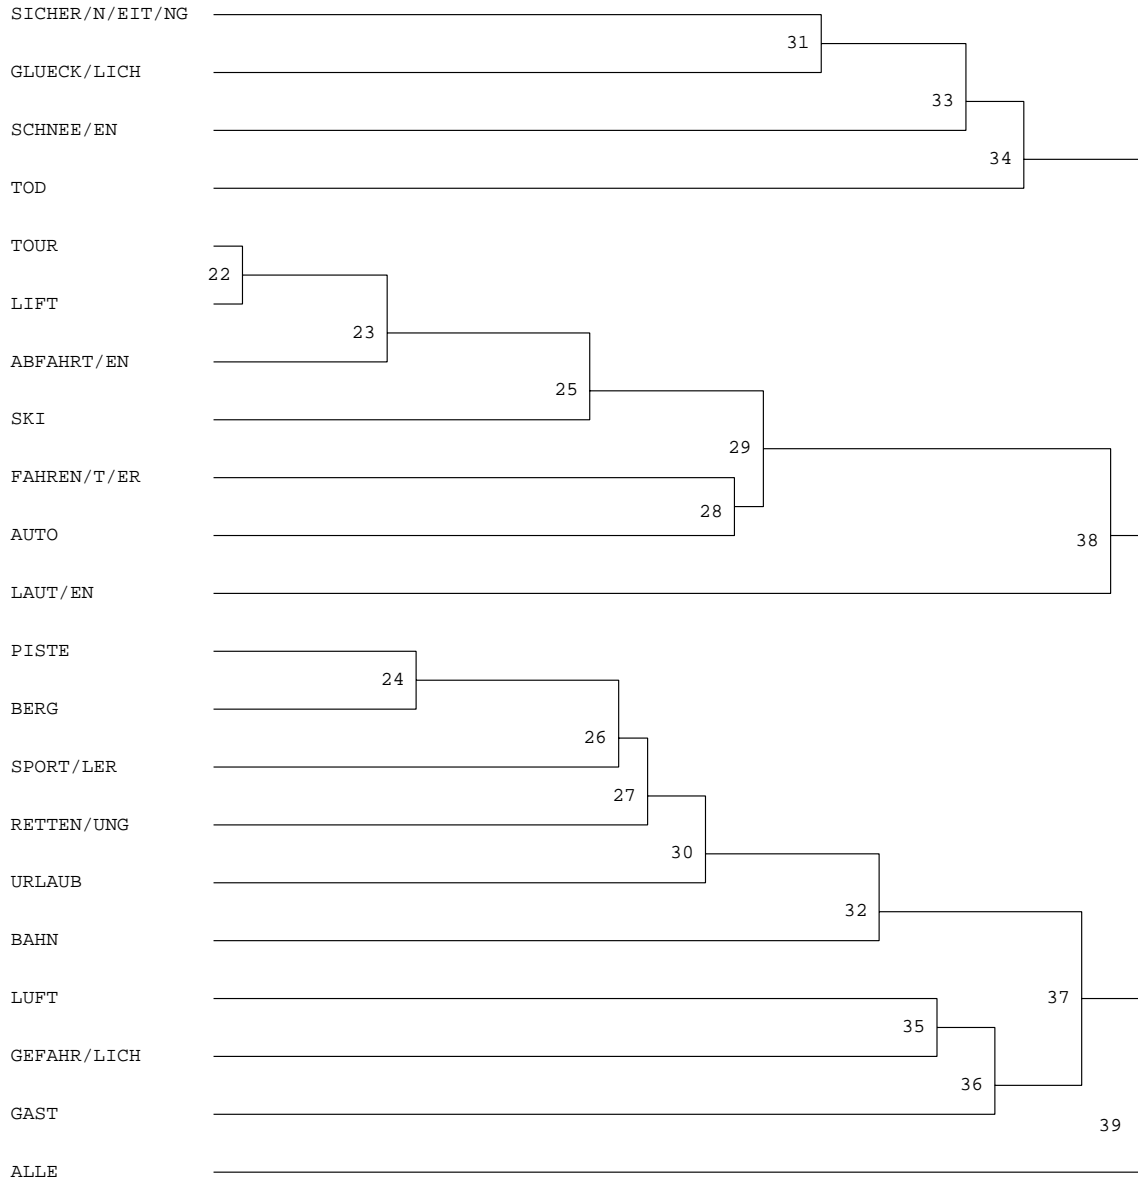 SICHER/N/EIT/NG
31
GLUECK/LICH
33
SCHNEE/EN
34
TOD
TOUR
22
LIFT
23
ABFAHRT/EN
25
SKI
29
FAHREN/T/ER
28
AUTO
38
LAUT/EN
PISTE
24
BERG
26
SPORT/LER
27
RETTEN/UNG
30
URLAUB
32
BAHN
LUFT
37
35
GEFAHR/LICH
36
GAST
39
ALLE